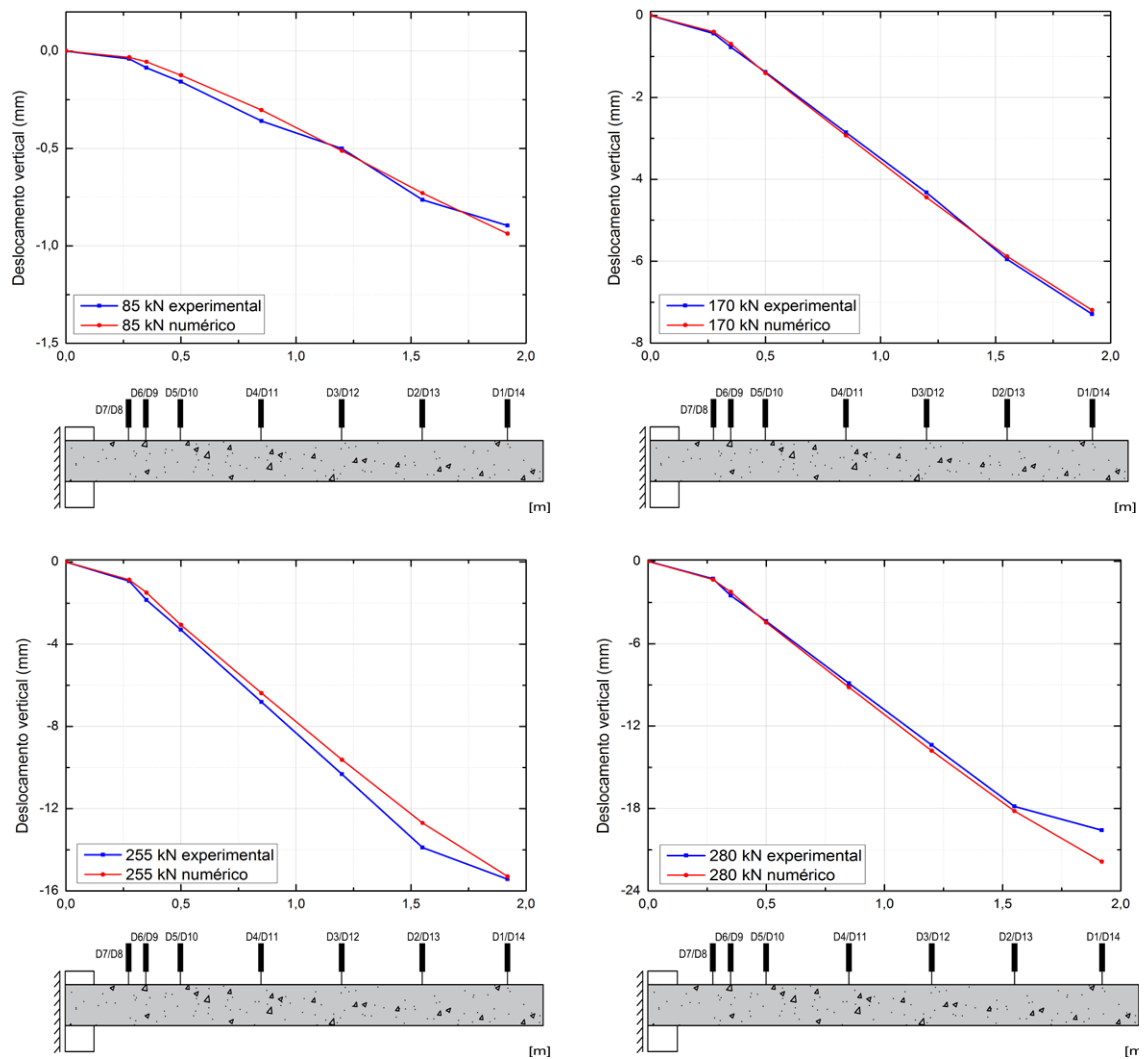 0,0
-0,5
-1,0
-1,5
Deslocamento vertical (mm)
85 kN experimental
85 kN numérico
0,0 0,5 1,0 1,5 2,0
D7/D8 D6/D9 D5/D10 D4/D11 D3/D12 D2/D13 D1/D14
[m]
0
-2
-4
-6
-8
Deslocamento vertical (mm)
170 kN experimental
170 kN numérico
0,0 0,5 1,0 1,5 2,0
D7/D8 D6/D9 D5/D10 D4/D11 D3/D12 D2/D13 D1/D14
[m]
0
-4
-8
-12
-16
Deslocamento vertical (mm)
255 kN experimental
255 kN numérico
0,0 0,5 1,0 1,5 2,0
D7/D8 D6/D9 D5/D10 D4/D11 D3/D12 D2/D13 D1/D14
[m]
0
-6
-12
-18
-24
Deslocamento vertical (mm)
280 kN experimental
280 kN numérico
0,0 0,5 1,0 1,5 2,0
D7/D8 D6/D9 D5/D10 D4/D11 D3/D12 D2/D13 D1/D14
[m]